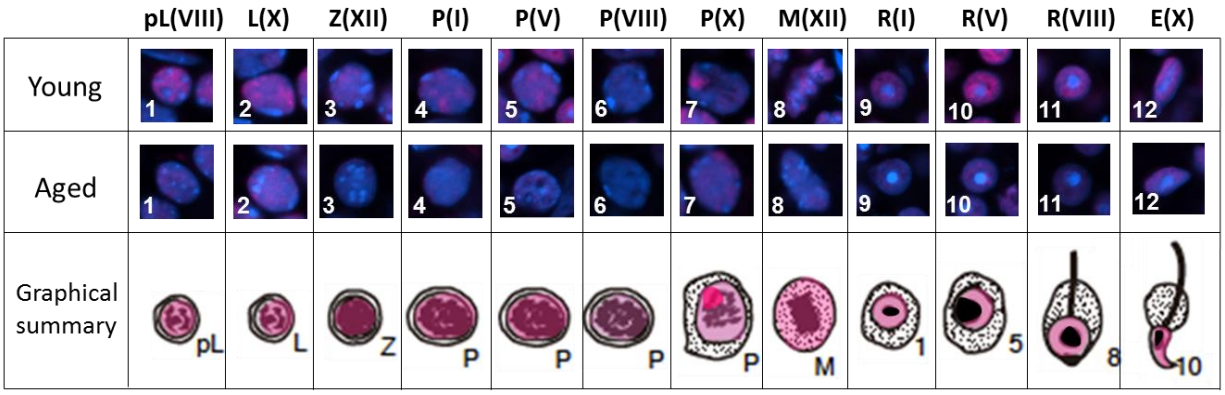 pL(VIII) L(X) Z(XII) P(I) P(V) P(VIII) P(X) M(XII) R(I) R(V) R(VIII) E(X)
Young 1 2 3 4 5 6 7 8 9 10 11 12
Aged 1 2 3 4 5 6 7 8 9 10 11 12
Graphical
summary
pL L Z P P P P M 1 5 8 10